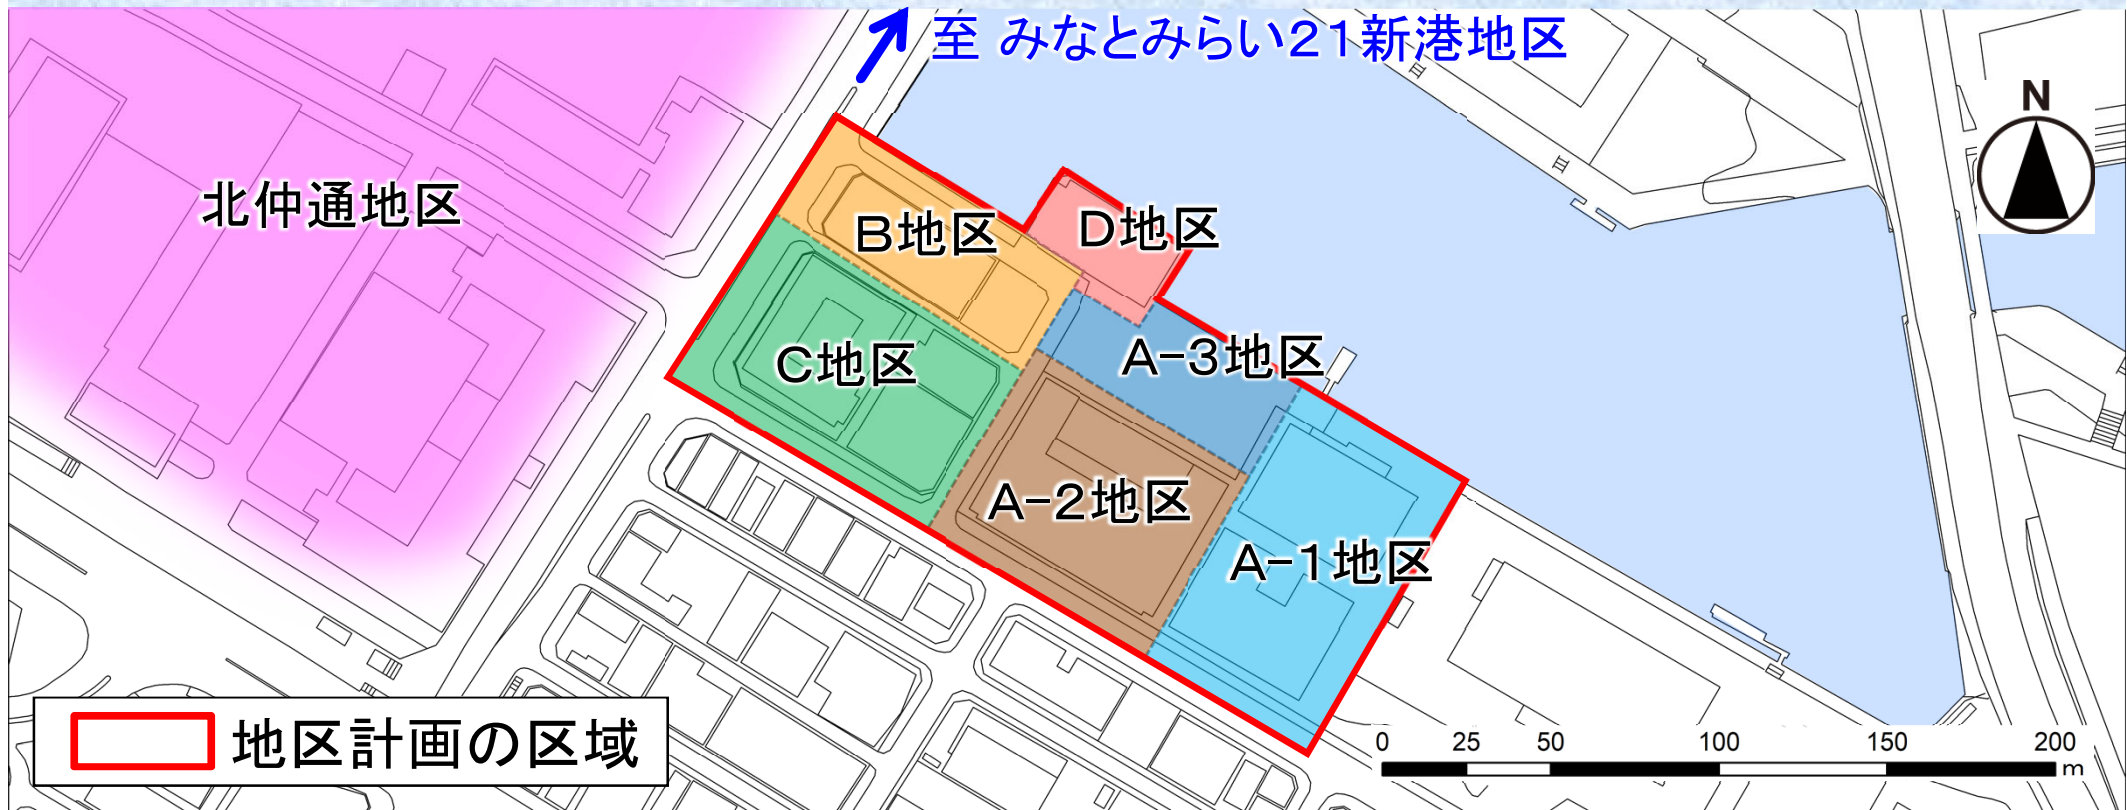 至 みなとみらい21新港地区
N
北仲通地区
B地区
D地区
C地区
A-3地区
A-2地区
A-1地区
地区計画の区域
0 25 50 100 150 200
m